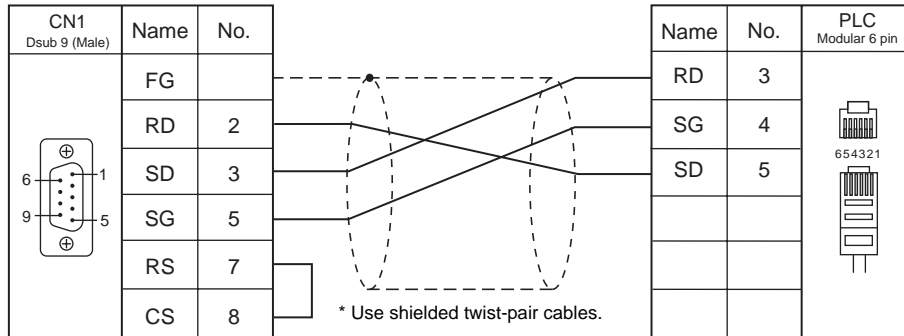 CN1
Dsub 9 (Male)
Name
No.
FG
RD 2
SD 3
SG 5
RS 7
CS 8
6
1
9
5
* Use shielded twist-pair cables.
Name
No.
PLC
Modular 6 pin
RD 3
SG 4
SD 5
654321